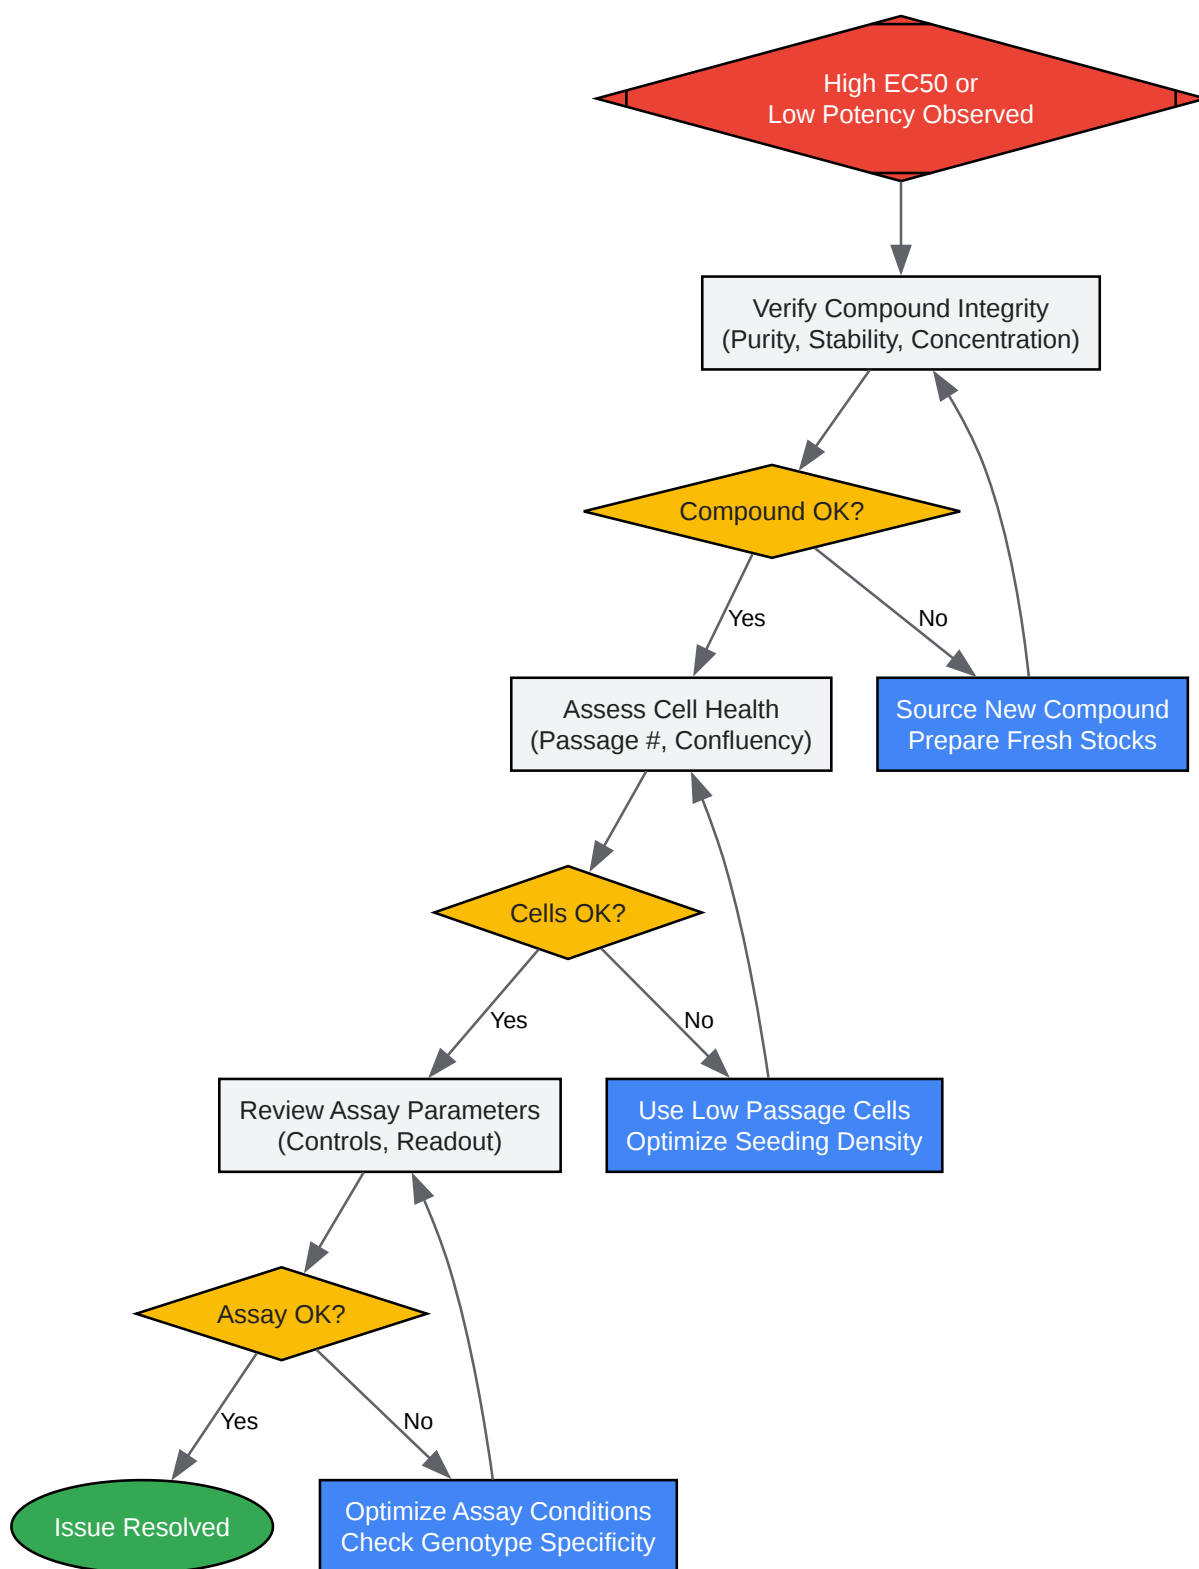 High EC50 or
Low Potency Observed
Verify Compound Integrity
(Purity, Stability, Concentration)
Compound OK?
Yes
No
Assess Cell Health
(Passage #, Confluency)
Source New Compound
Prepare Fresh Stocks
Cells OK?
Yes
No
Review Assay Parameters
(Controls, Readout)
Use Low Passage Cells
Optimize Seeding Density
Assay OK?
Yes
No
Issue Resolved
Optimize Assay Conditions
Check Genotype Specificity